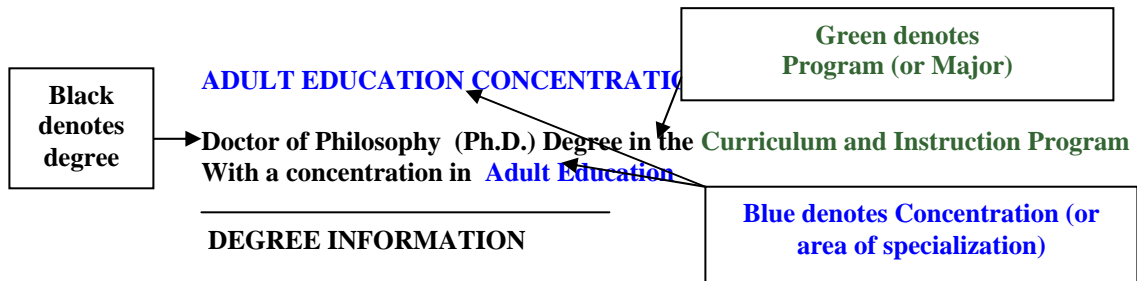 Green denotes
Program (or Major)
ADULT EDUCATION CONCENTRATIO
Black
denotes
degree
Doctor of Philosophy (Ph.D.) Degree in the Curriculum and Instruction Program
With a concentration in Adult Education
Blue denotes Concentration (or
area of specialization)
DEGREE INFORMATION